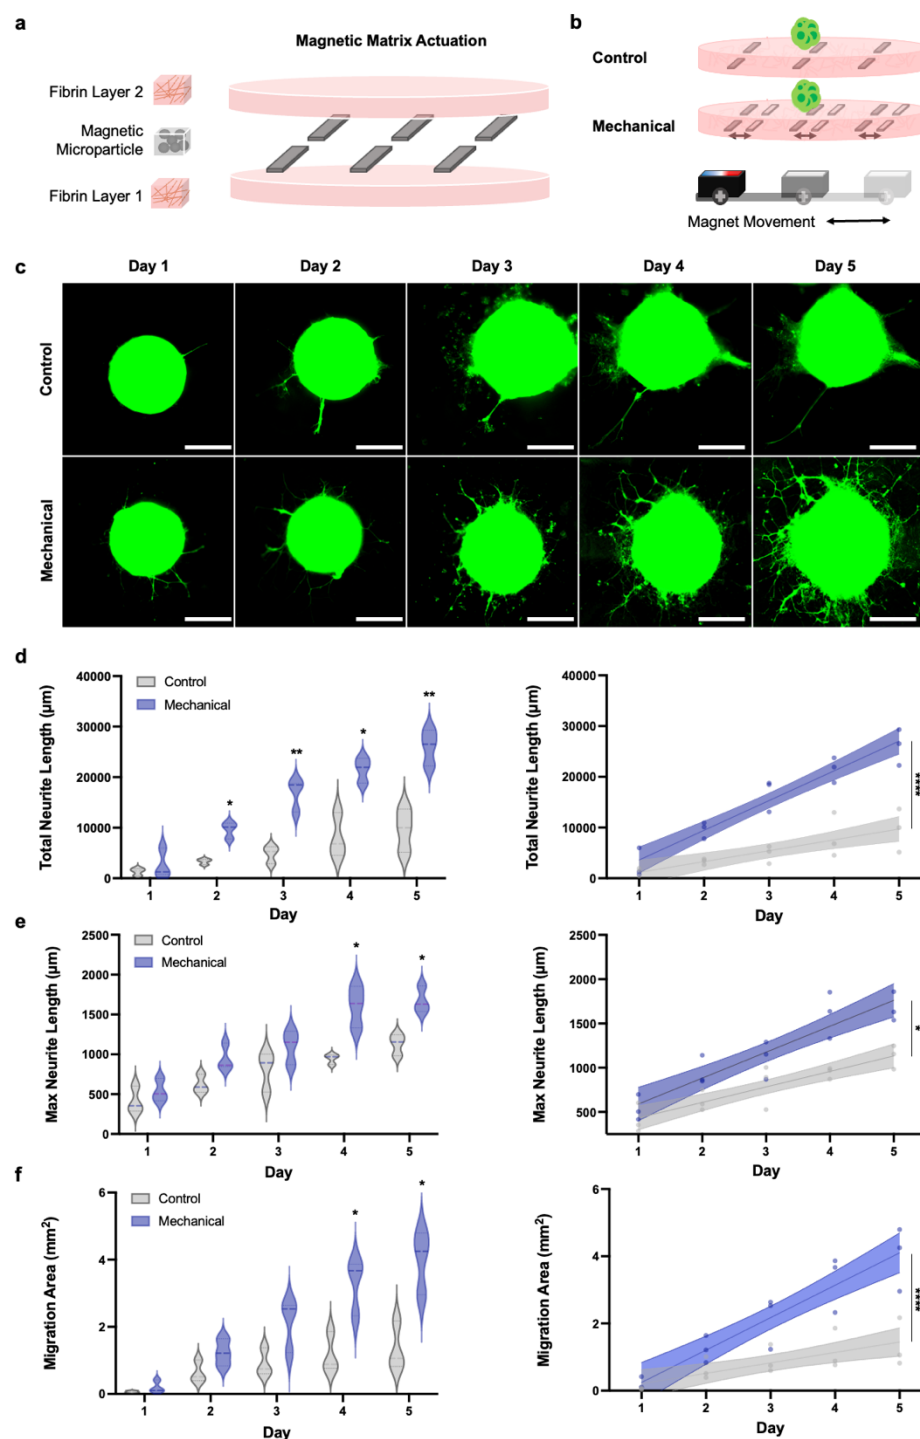 a
Magnetic Matrix Actuation
Fibrin Layer 2
Magnetic
Microparticle
Fibrin Layer 1
b
Control
Mechanical
Magnet Movement
c
Day 1 Day 2 Day 3 Day 4 Day 5
Control
Mechanical
d
Total Neurite Length (µm)
40000
30000
20000
10000
0
Control
Mechanical
*
**
*
**
1 2 3 4 5
Day
Total Neurite Length (µm)
40000
30000
20000
10000
0
****
1 2 3 4 5
Day
e
Max Neurite Length (µm)
2500
2000
1500
1000
500
0
Control
Mechanical
*
*
1 2 3 4 5
Day
Max Neurite Length (µm)
2500
2000
1500
1000
500
*
1 2 3 4 5
Day
f
Migration Area (mm²)
6
4
2
0
Control
Mechanical
*
*
1 2 3 4 5
Day
Migration Area (mm²)
6
4
2
0
****
1 2 3 4 5
Day